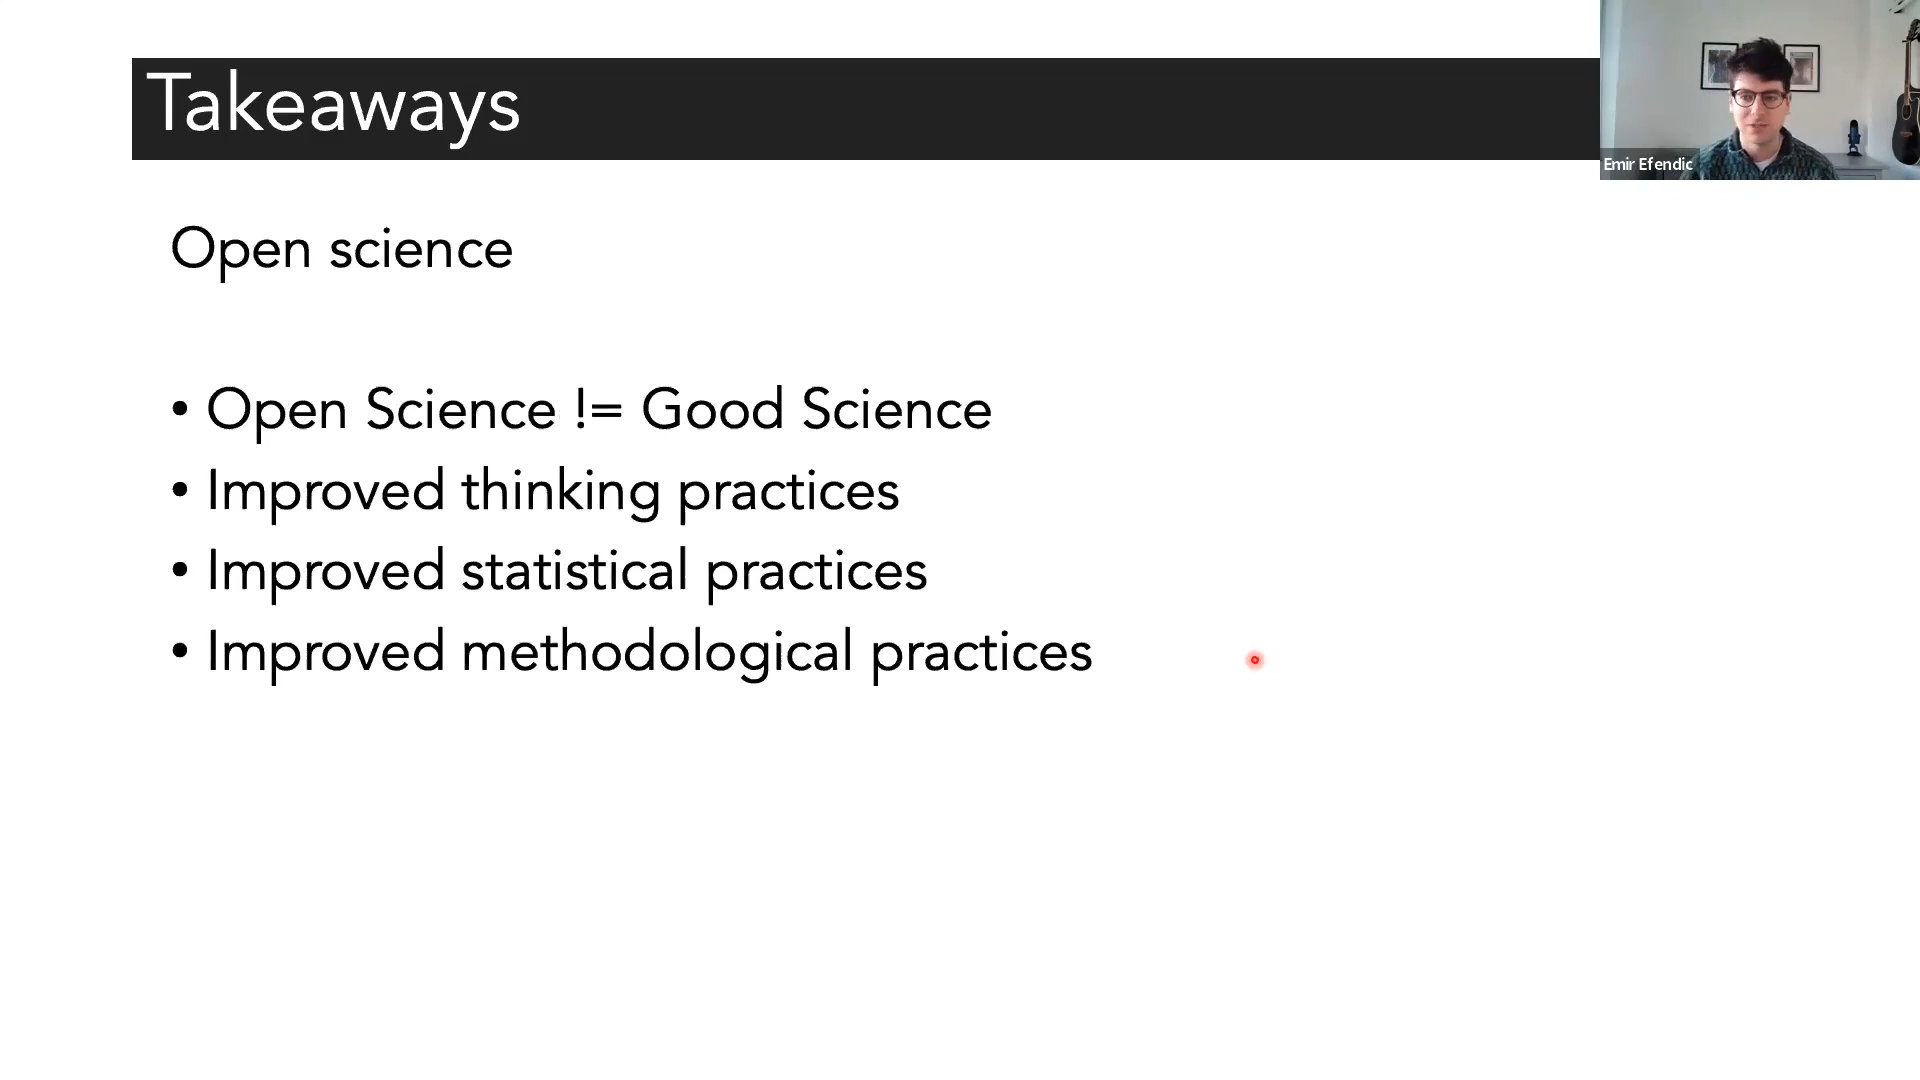 Takeaways
Emir Efendic
Open science
• Open Science != Good Science
• Improved thinking practices
• Improved statistical practices
• Improved methodological practices